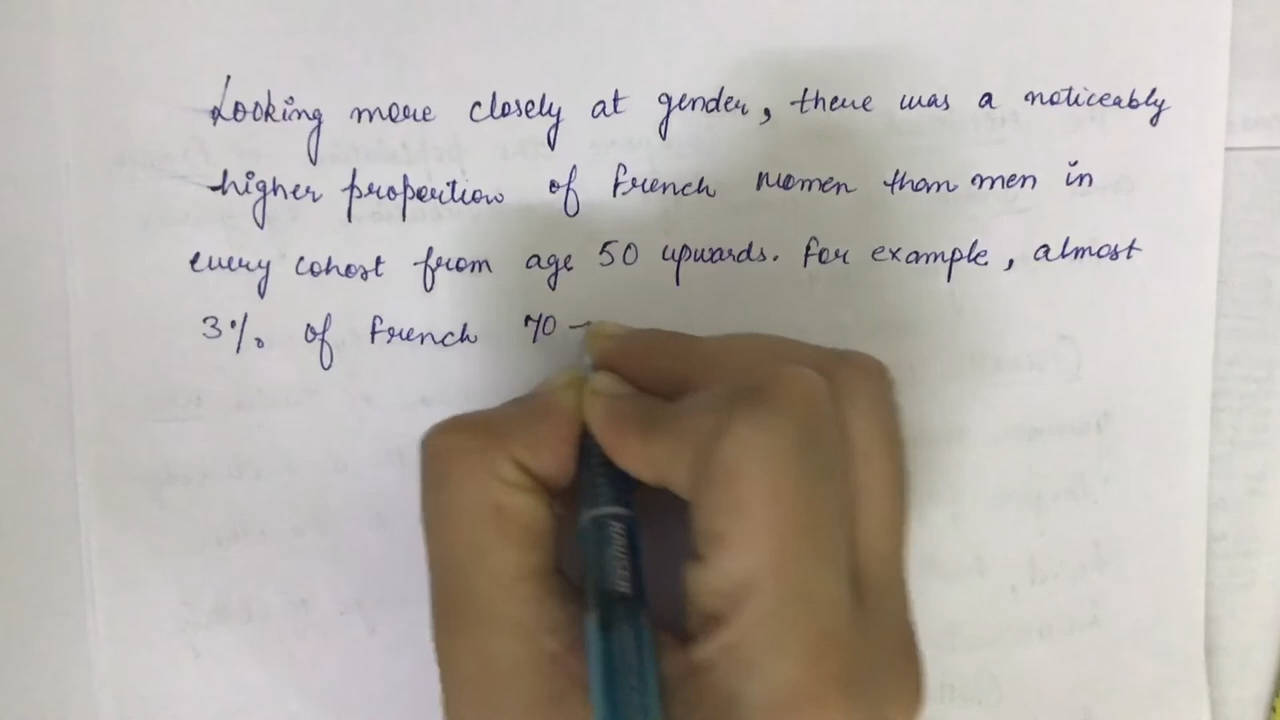 Looking more closely at gender, there was a noticeably
higher proportion of French women than men in
every cohort from age 50 upwards. For example, almost
3% of French 70-
HAUSER